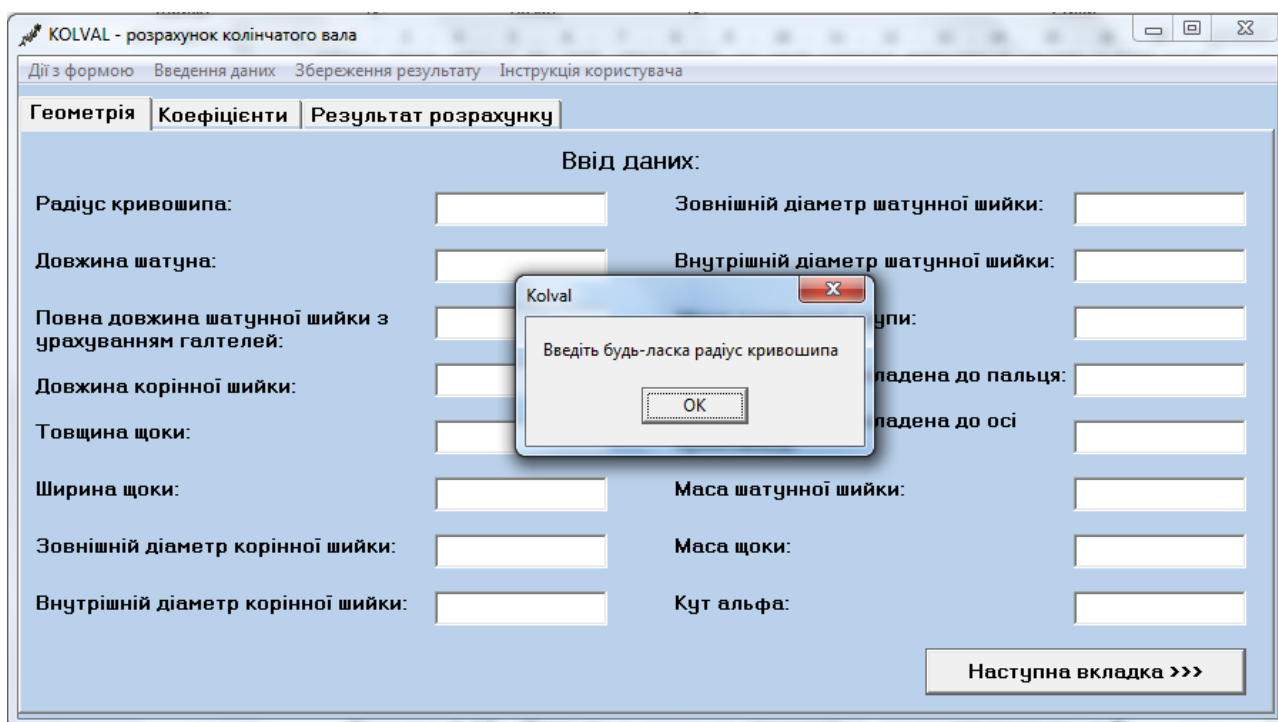 KOLVAL - розрахунок колінчатого вала
Дії з формою Введення даних Збереження результату Інструкція користувача
Геометрія Коефіцієнти Результат розрахунку
Ввід даних:
Радіус кривошипа:
Довжина шатуна:
Повна довжина шатунної шийки з
урахуванням галтелей:
Довжина корінної шийки:
Товщина щоки:
Ширина щоки:
Зовнішній діаметр корінної шийки:
Внутрішній діаметр корінної шийки:
Зовнішній діаметр шатунної шийки:
Внутрішній діаметр шатунної шийки:
до пальця:
до осі
Маса шатунної шийки:
Маса щоки:
Кут альфа:
Наступна вкладка >>>
Kolval
Введіть будь-ласка радіус кривошипа
OK